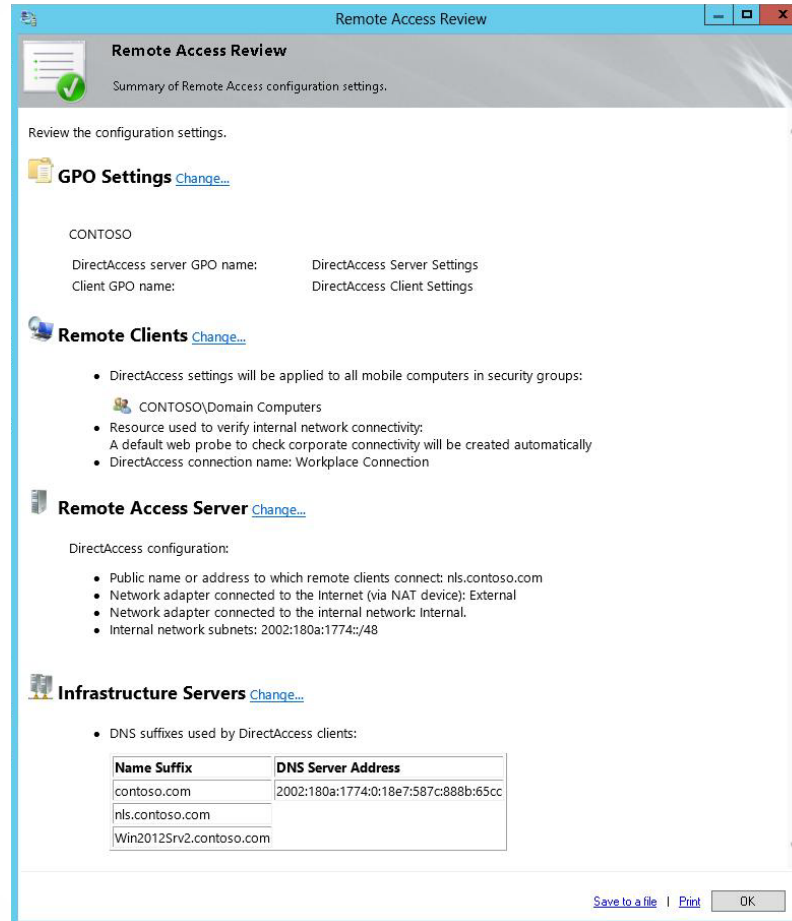 Remote Access Review
Remote Access Review
Summary of Remote Access configuration settings.
Review the configuration settings.
GPO Settings Change...
CONTOSO
DirectAccess server GPO name: DirectAccess Server Settings
Client GPO name: DirectAccess Client Settings
Remote Clients Change...
• DirectAccess settings will be applied to all mobile computers in security groups:
CONTOSO\Domain Computers
• Resource used to verify internal network connectivity:
A default web probe to check corporate connectivity will be created automatically
• DirectAccess connection name: Workplace Connection
Remote Access Server Change...
DirectAccess configuration:
• Public name or address to which remote clients connect: nls.contoso.com
• Network adapter connected to the Internet (via NAT device): External
• Network adapter connected to the internal network: Internal.
• Internal network subnets: 2002:180a:1774::/48
Infrastructure Servers Change...
• DNS suffixes used by DirectAccess clients:
Name Suffix DNS Server Address
contoso.com 2002:180a:1774:0:18e7:587c:888b:65cc
nls.contoso.com
Win2012Srv2.contoso.com
Save to a file | Print OK